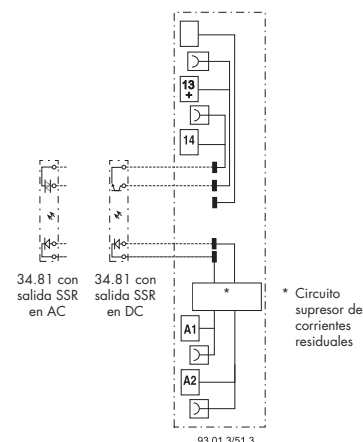 13
+
14
34.81 con
salida SSR
en AC
34.81 con
salida SSR
en DC
*
* Circuito
supresor de
corrientes
residuales
A1
A2
93.01.3/51.3